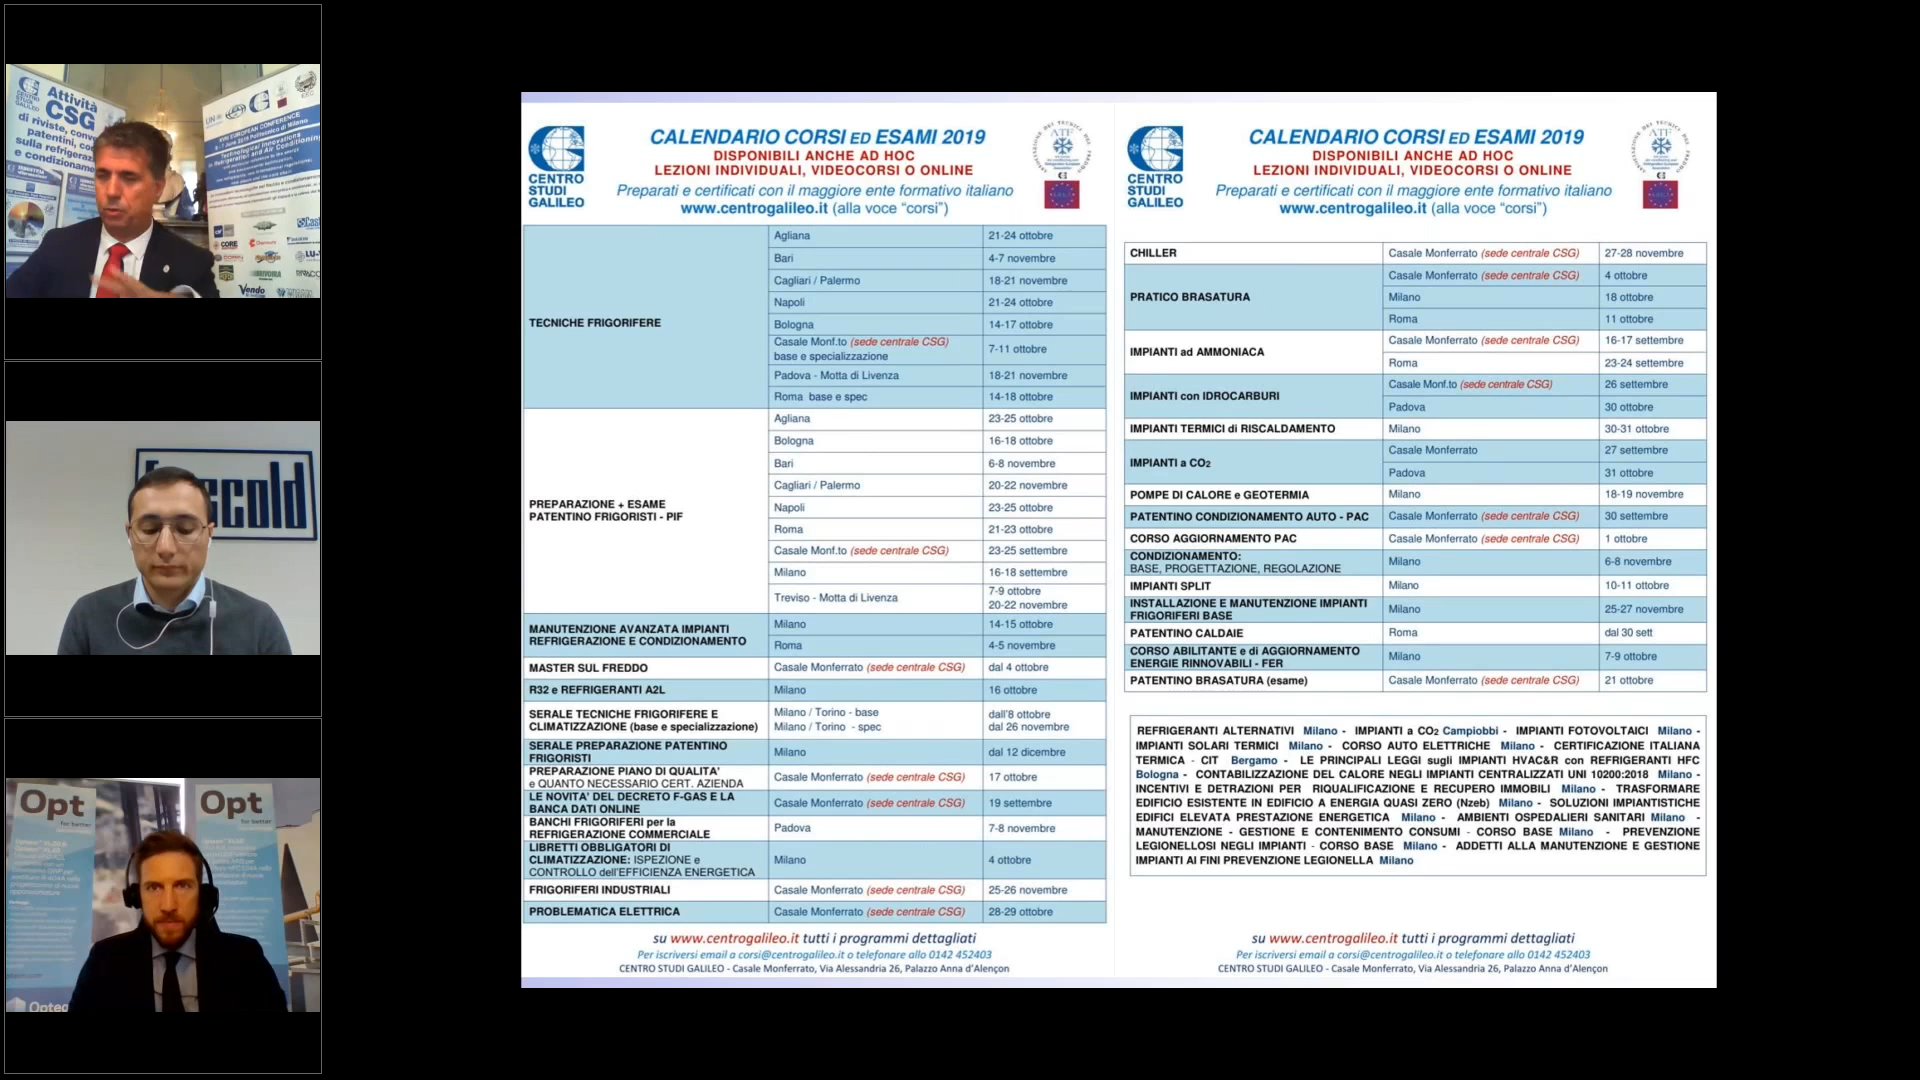 CENTRO
STUDI
GALILEO
Attività
CSG
di riviste, conve
patentini, co
sulla refrigeraz
e condizioname
EUROPEAN CONFERENCE
Technological Innovations
in Refrigeration and Air Conditioning
CORE
Danfoss
Vendo
scold
Opt
for better
Opt
for better
Opteo
CENTRO
STUDI
GALILEO
CALENDARIO CORSI ED ESAMI 2019
DISPONIBILI ANCHE AD HOC
LEZIONI INDIVIDUALI, VIDEOCORSI O ONLINE
Preparati e certificati con il maggiore ente formativo italiano
www.centrogalileo.it (alla voce “corsi”)
ATF
TECNICHE FRIGORIFERE
Agliana 21-24 ottobre
Bari 4-7 novembre
Cagliari / Palermo 18-21 novembre
Napoli 21-24 ottobre
Bologna 14-17 ottobre
Casale Monf.to (sede centrale CSG)
base e specializzazione 7-11 ottobre
Padova - Motta di Livenza 18-21 novembre
Roma base e spec 14-18 ottobre
PREPARAZIONE + ESAME
PATENTINO FRIGORISTI - PIF
Agliana 23-25 ottobre
Bologna 16-18 ottobre
Bari 6-8 novembre
Cagliari / Palermo 20-22 novembre
Napoli 23-25 ottobre
Roma 21-23 ottobre
Casale Monf.to (sede centrale CSG) 23-25 settembre
Milano 16-18 settembre
Treviso - Motta di Livenza 7-9 ottobre
20-22 novembre
MANUTENZIONE AVANZATA IMPIANTI
REFRIGERAZIONE E CONDIZIONAMENTO
Milano 14-15 ottobre
Roma 4-5 novembre
MASTER SUL FREDDO Casale Monferrato (sede centrale CSG) dal 4 ottobre
R32 e REFRIGERANTI A2L Milano 16 ottobre
SERALE TECNICHE FRIGORIFERE E Milano / Torino - base dall'8 ottobre
CLIMATIZZAZIONE (base e specializzazione) Milano / Torino - spec dal 26 novembre
SERALE PREPARAZIONE PATENTINO
FRIGORISTI Milano dal 12 dicembre
PREPARAZIONE PIANO DI QUALITA'
e QUANTO NECESSARIO CERT. AZIENDA Casale Monferrato (sede centrale CSG) 17 ottobre
LE NOVITA' DEL DECRETO F-GAS E LA
BANCA DATI ONLINE Casale Monferrato (sede centrale CSG) 19 settembre
BANCHI FRIGORIFERI per la
REFRIGERAZIONE COMMERCIALE Padova 7-8 novembre
LIBRETTI OBBLIGATORI DI
CLIMATIZZAZIONE: ISPEZIONE e
CONTROLLO dell'EFFICIENZA ENERGETICA Milano 4 ottobre
FRIGORIFERI INDUSTRIALI Casale Monferrato (sede centrale CSG) 25-26 novembre
PROBLEMATICA ELETTRICA Casale Monferrato (sede centrale CSG) 28-29 ottobre
su www.centrogalileo.it tutti i programmi dettagliati
Per iscriversi email a corsi@centrogalileo.it o telefonare allo 0142 452403
CENTRO STUDI GALILEO - Casale Monferrato, Via Alessandria 26, Palazzo Anna d'Alençon
CENTRO
STUDI
GALILEO
CALENDARIO CORSI ED ESAMI 2019
DISPONIBILI ANCHE AD HOC
LEZIONI INDIVIDUALI, VIDEOCORSI O ONLINE
Preparati e certificati con il maggiore ente formativo italiano
www.centrogalileo.it (alla voce “corsi”)
ATF
CHILLER Casale Monferrato (sede centrale CSG) 27-28 novembre
PRATICO BRASATURA
Casale Monferrato (sede centrale CSG) 4 ottobre
Milano 18 ottobre
Roma 11 ottobre
IMPIANTI ad AMMONIACA
Casale Monferrato (sede centrale CSG) 16-17 settembre
Roma 23-24 settembre
IMPIANTI con IDROCARBURI
Casale Monf.to (sede centrale CSG) 26 settembre
Padova 30 ottobre
IMPIANTI TERMICI di RISCALDAMENTO Milano 30-31 ottobre
IMPIANTI a CO2
Casale Monferrato 27 settembre
Padova 31 ottobre
POMPE DI CALORE e GEOTERMIA Milano 18-19 novembre
PATENTINO CONDIZIONAMENTO AUTO - PAC Casale Monferrato (sede centrale CSG) 30 settembre
CORSO AGGIORNAMENTO PAC Casale Monferrato (sede centrale CSG) 1 ottobre
CONDIZIONAMENTO:
BASE, PROGETTAZIONE, REGOLAZIONE Milano 6-8 novembre
IMPIANTI SPLIT Milano 10-11 ottobre
INSTALLAZIONE E MANUTENZIONE IMPIANTI
FRIGORIFERI BASE Milano 25-27 novembre
PATENTINO CALDAIE Roma dal 30 sett
CORSO ABILITANTE e di AGGIORNAMENTO
ENERGIE RINNOVABILI - FER Milano 7-9 ottobre
PATENTINO BRASATURA (esame) Casale Monferrato (sede centrale CSG) 21 ottobre
REFRIGERANTI ALTERNATIVI Milano - IMPIANTI a CO2 Campiobbi - IMPIANTI FOTOVOLTAICI Milano -
IMPIANTI SOLARI TERMICI Milano - CORSO AUTO ELETTRICHE Milano - CERTIFICAZIONE ITALIANA
TERMICA - CIT Bergamo - LE PRINCIPALI LEGGI sugli IMPIANTI HVAC&R con REFRIGERANTI HFC
Bologna - CONTABILIZZAZIONE DEL CALORE NEGLI IMPIANTI CENTRALIZZATI UNI 10200:2018 Milano -
INCENTIVI E DETRAZIONI PER RIQUALIFICAZIONE E RECUPERO IMMOBILI Milano - TRASFORMARE
EDIFICIO ESISTENTE IN EDIFICIO A ENERGIA QUASI ZERO (Nzeb) Milano - SOLUZIONI IMPIANTISTICHE
EDIFICI ELEVATA PRESTAZIONE ENERGETICA Milano - AMBIENTI OSPEDALIERI SANITARI Milano -
MANUTENZIONE - GESTIONE E CONTENIMENTO CONSUMI - CORSO BASE Milano - PREVENZIONE
LEGIONELLOSI NEGLI IMPIANTI - CORSO BASE Milano - ADDETTI ALLA MANUTENZIONE E GESTIONE
IMPIANTI AI FINI PREVENZIONE LEGIONELLA Milano
su www.centrogalileo.it tutti i programmi dettagliati
Per iscriversi email a corsi@centrogalileo.it o telefonare allo 0142 452403
CENTRO STUDI GALILEO - Casale Monferrato, Via Alessandria 26, Palazzo Anna d'Alençon